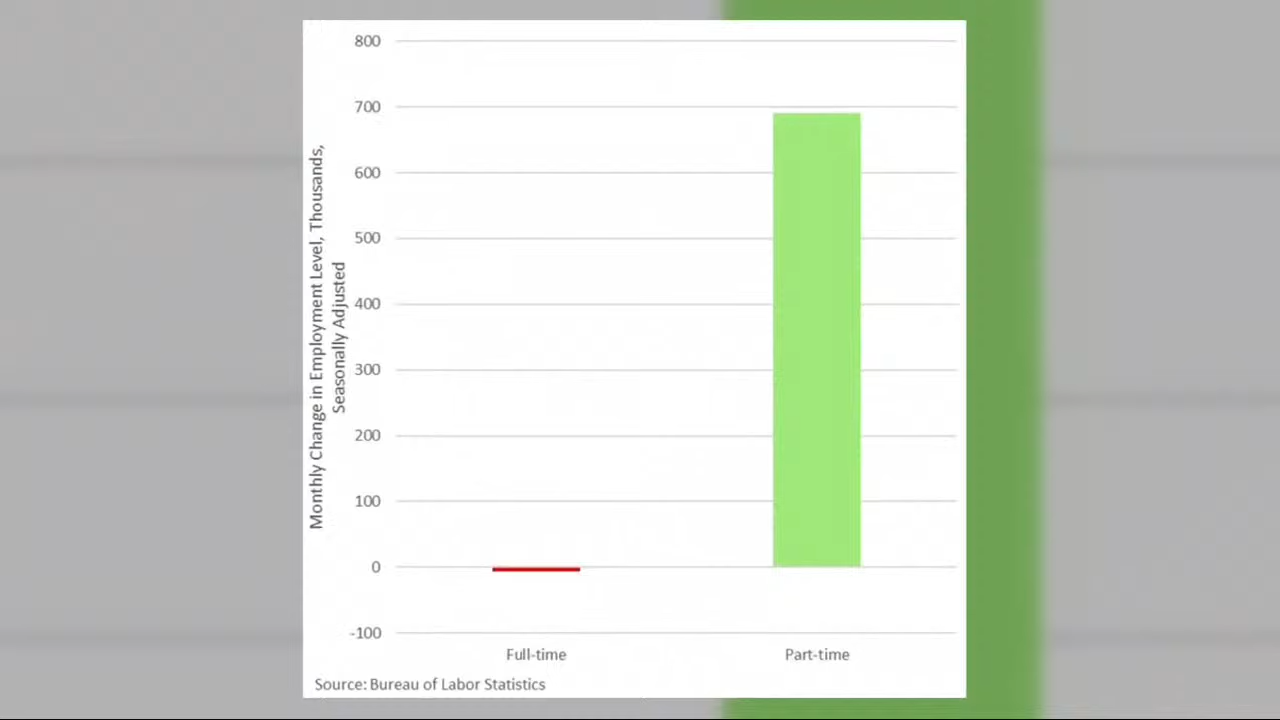 800
700
600
500
400
300
200
100
0
-100
Monthly Change in Employment Level, Thousands,
Seasonally Adjusted
Full-time
Part-time
Source: Bureau of Labor Statistics